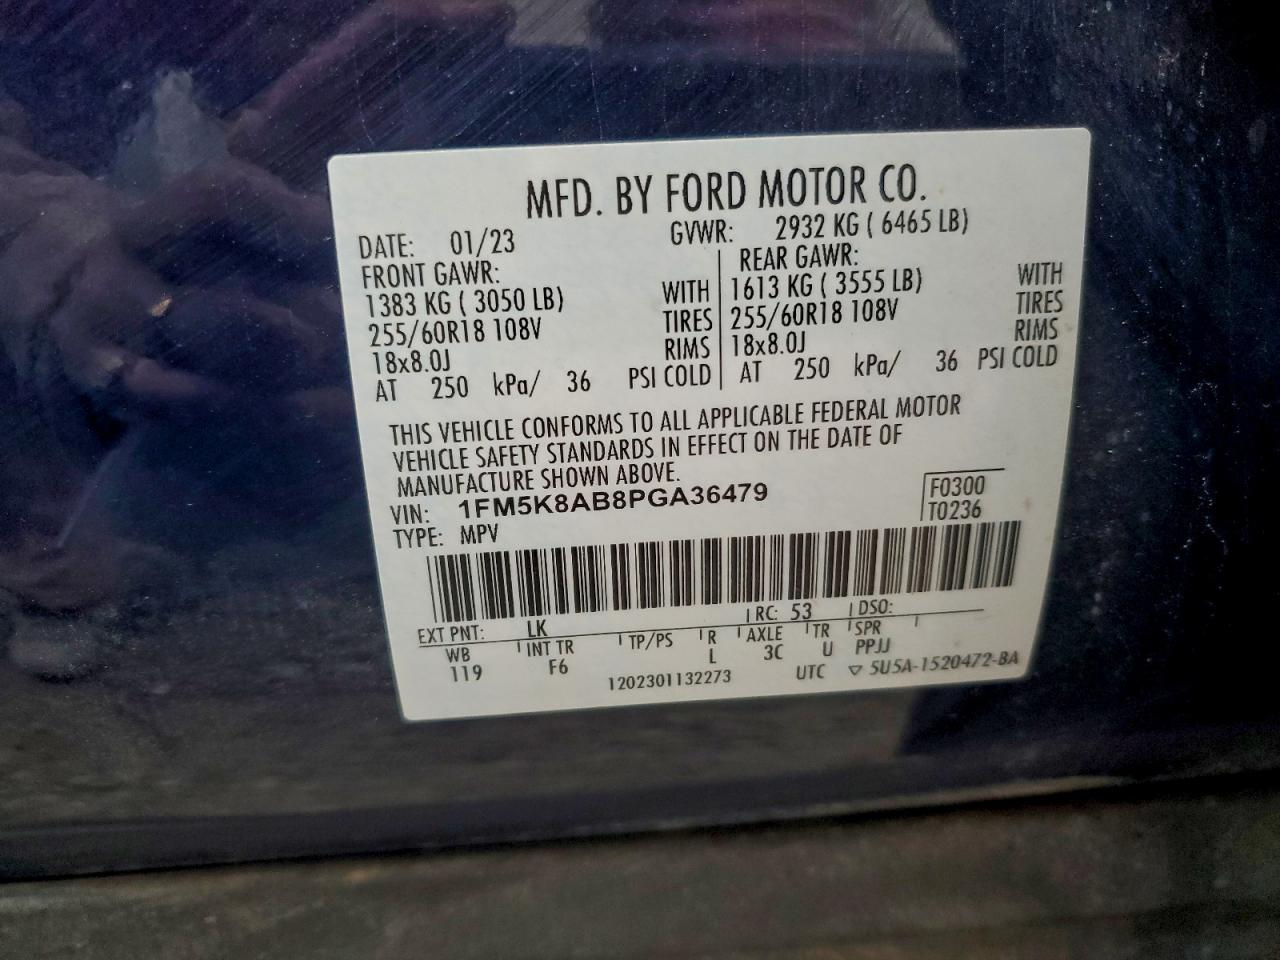 MFD. BY FORD MOTOR CO.
DATE: 01/23 GVWR: 2932 KG ( 6465 LB)
FRONT GAWR: REAR GAWR:
1383 KG ( 3050 LB) WITH 1613 KG ( 3555 LB) WITH
255/60R18 108V TIRES 255/60R18 108V TIRES
18x8.0J RIMS 18x8.0J RIMS
AT 250 kPa/ 36 PSI COLD AT 250 kPa/ 36 PSI COLD
THIS VEHICLE CONFORMS TO ALL APPLICABLE FEDERAL MOTOR
VEHICLE SAFETY STANDARDS IN EFFECT ON THE DATE OF
MANUFACTURE SHOWN ABOVE.
VIN: 1FM5K8AB8PGA36479 F0300
TYPE: MPV T0236
EXT PNT: LK RC: 53 DSO:
WB INT TR TP/PS R AXLE TR SPR
119 F6 L 3C U PPJJ
1202301132273 UTC ▽ 5U5A-1520472-BA